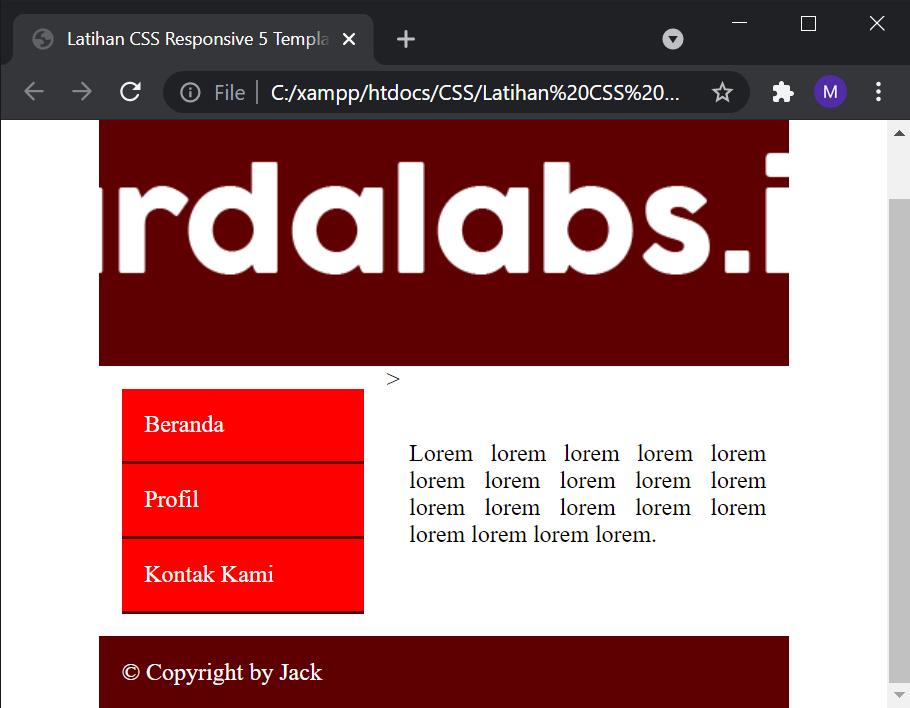 Latihan CSS Responsive 5 Templa
File
C:/xampp/htdocs/CSS/Latihan%20CSS%20...
M
rdalabs.i
>
Beranda
Profil
Kontak Kami
Lorem lorem lorem lorem lorem
lorem lorem lorem lorem lorem
lorem lorem lorem lorem lorem
lorem lorem lorem lorem.
© Copyright by Jack